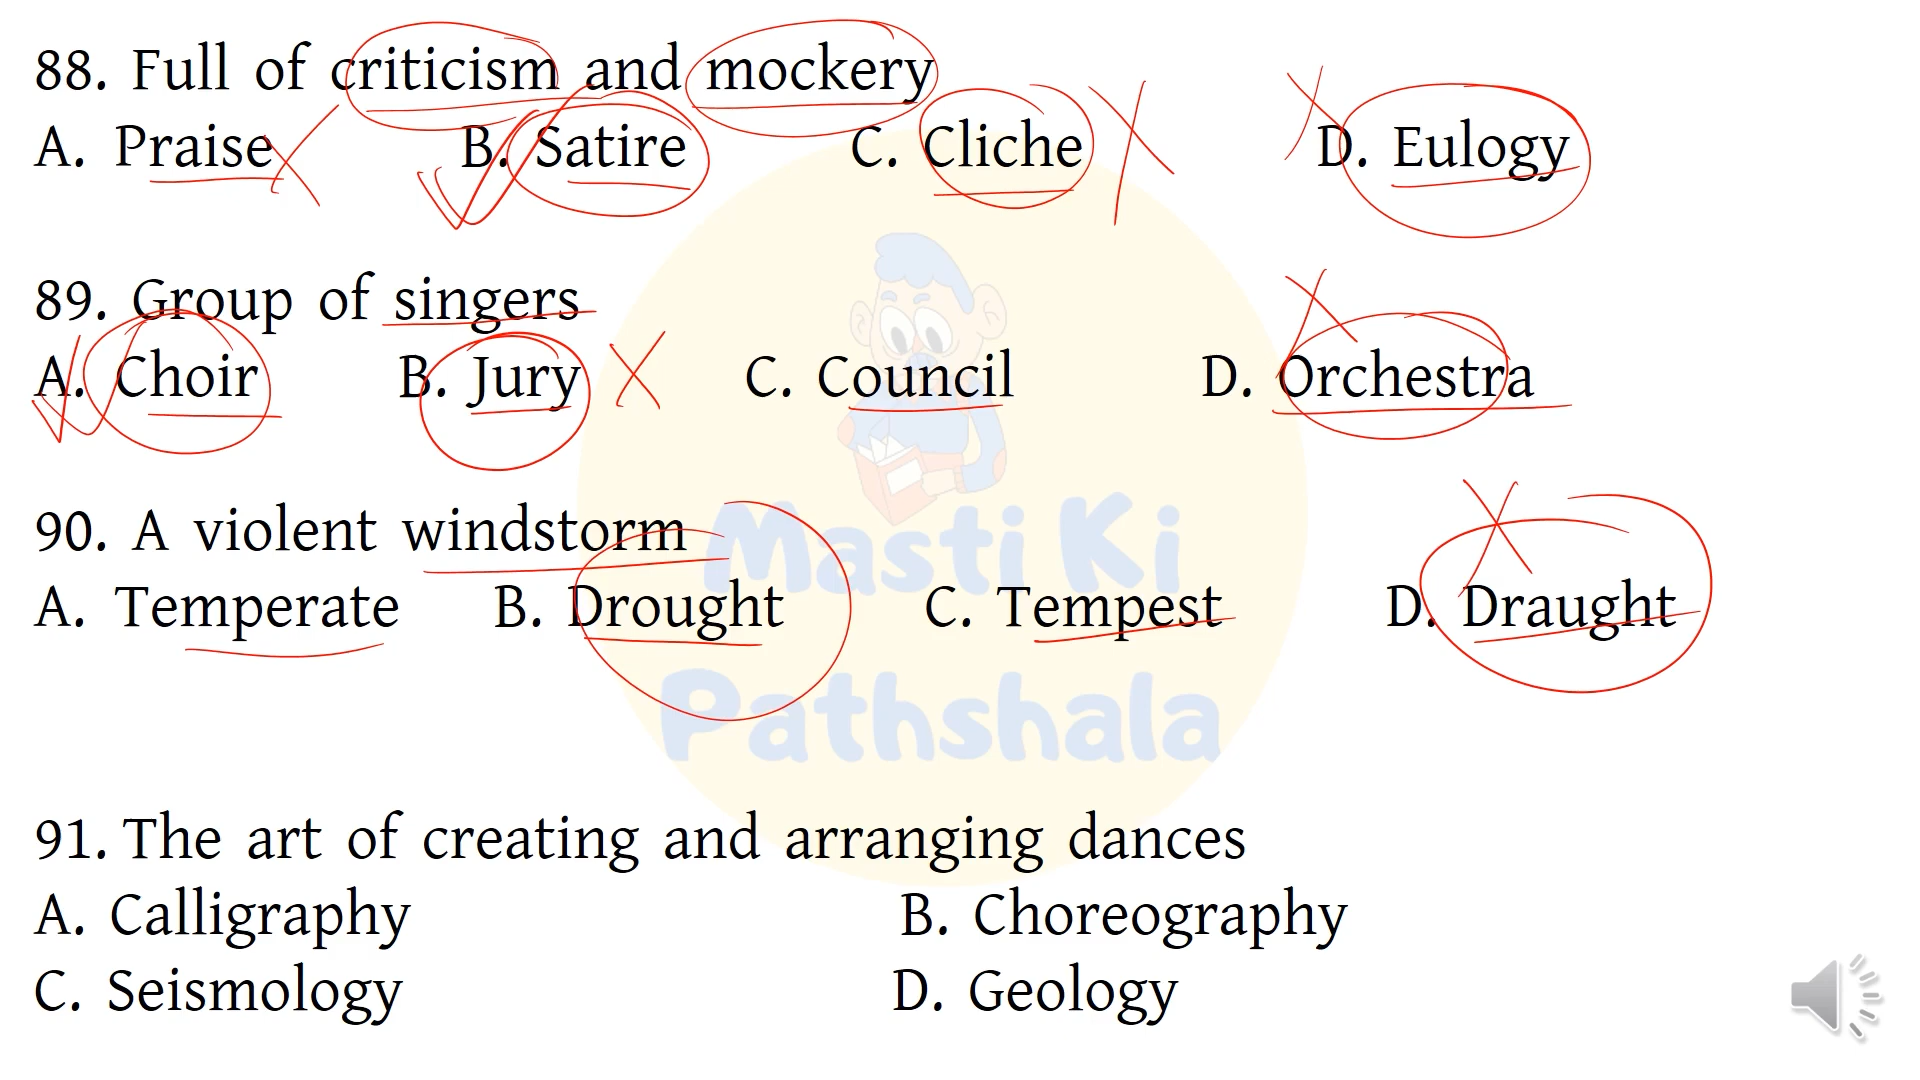 88. Full of criticism and mockery
A. Praise B. Satire C. Cliche D. Eulogy
89. Group of singers
A. Choir B. Jury C. Council D. Orchestra
90. A violent windstorm
A. Temperate B. Drought C. Tempest D. Draught
Masti Ki
Pathshala
91. The art of creating and arranging dances
A. Calligraphy B. Choreography
C. Seismology D. Geology